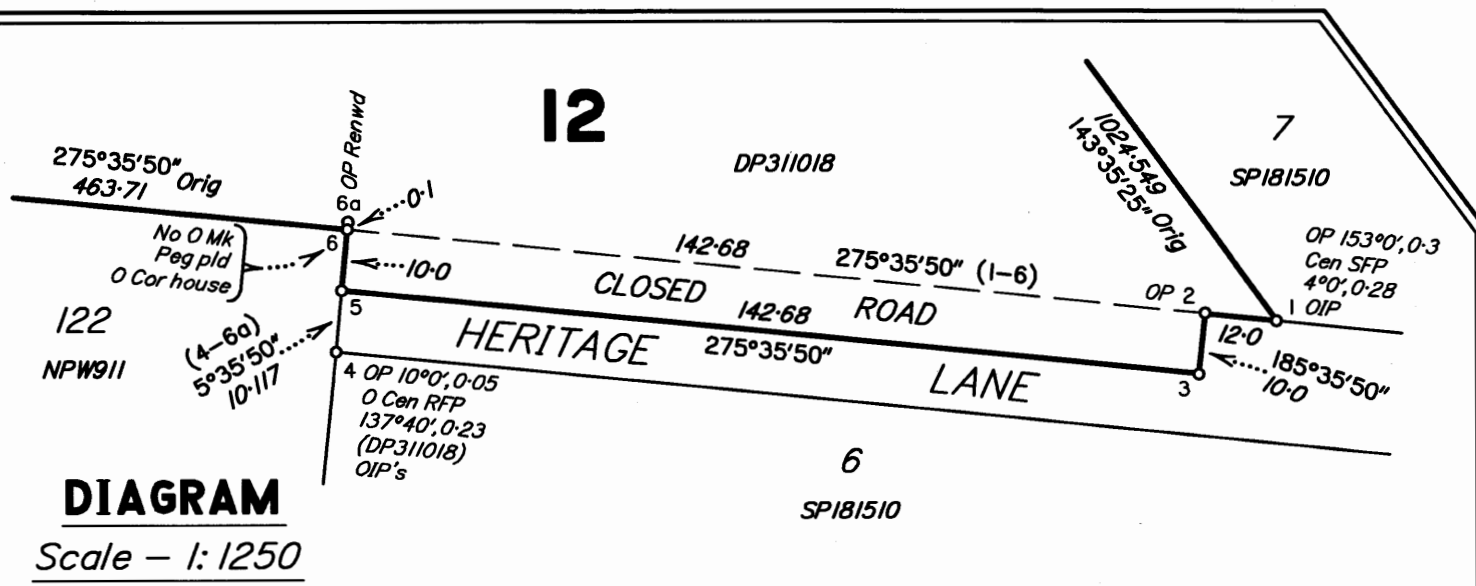 12
DP311018
7
SP181510
275°35'50" Orig
463·71
6a OP Renwd
0·1
1024·549
143°35'25" Orig
OP 153°0', 0·3
Cen SFP
4°0', 0·28
OIP
1
No O Mk
Peg pld
O Cor house
6
10·0
142·68
275°35'50" (1–6)
OP 2
CLOSED ROAD
12·0
5
142·68
275°35'50"
HERITAGE LANE
3
185°35'50"
10·0
122
NPW911
(4–6a)
5°35'50"
10·117
4 OP 10°0', 0·05
O Cen RFP
137°40', 0·23
(DP311018)
OIP's
6
SP181510
DIAGRAM
Scale – 1: 1250